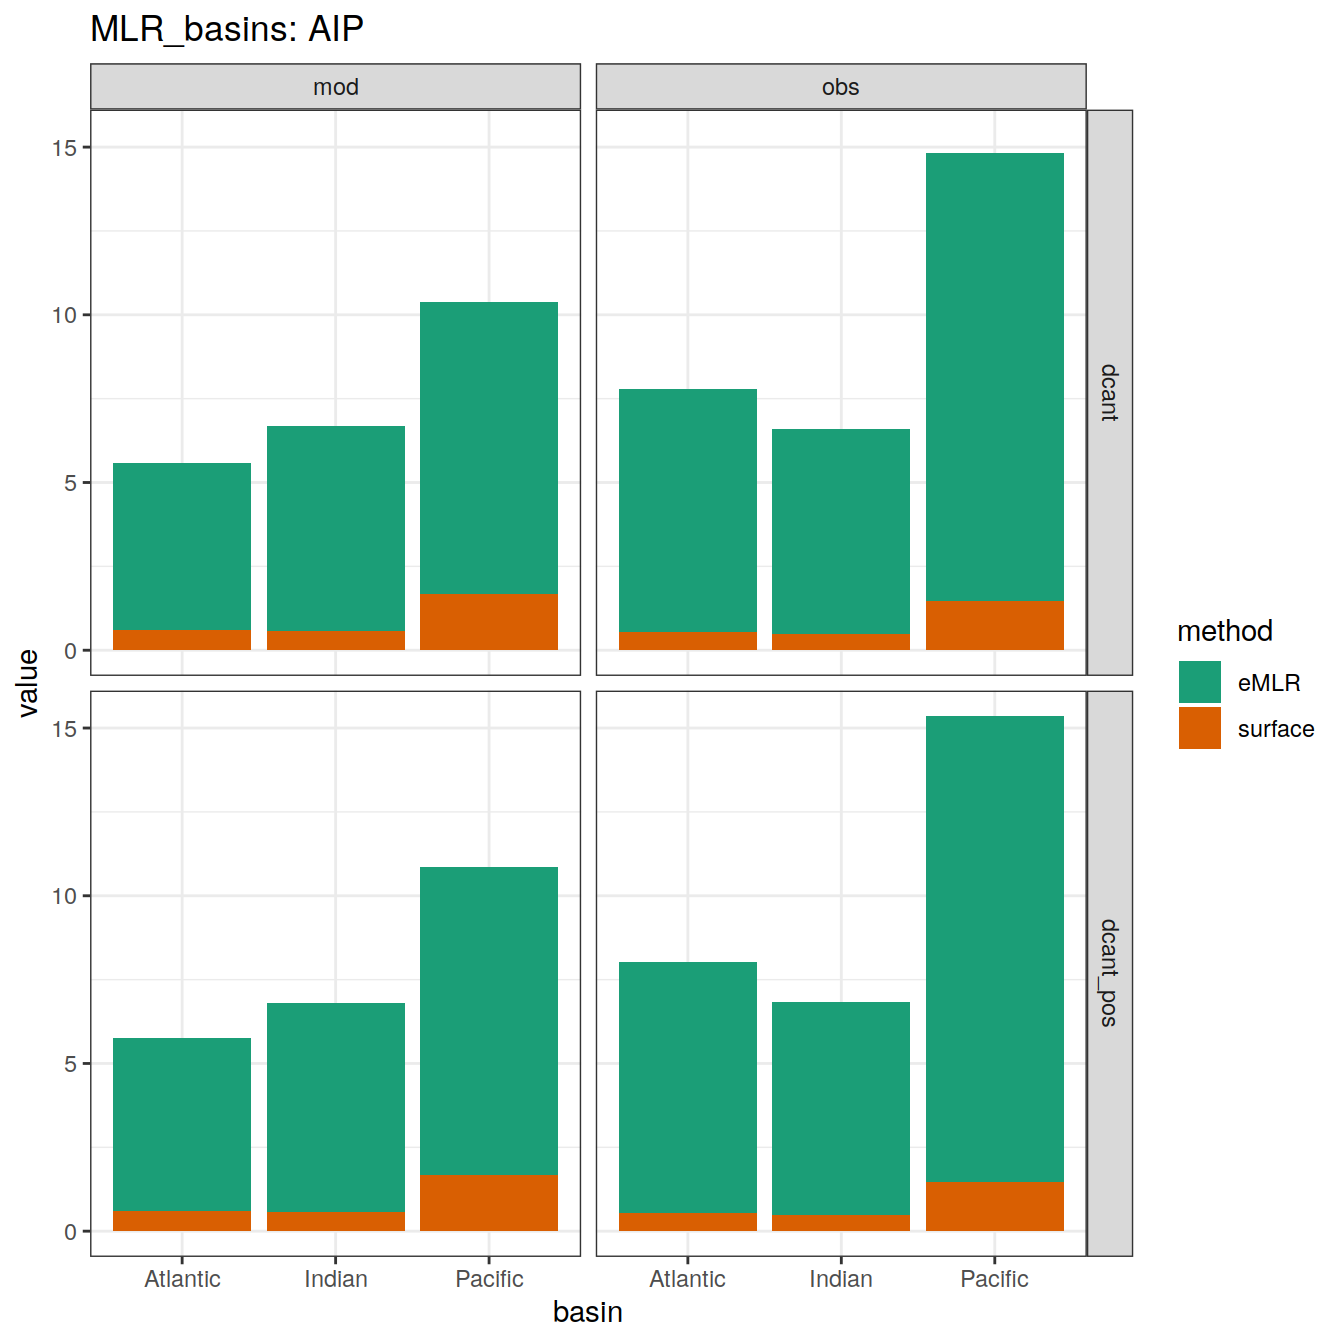 MLR_basins: AIP
mod
obs
15
10
5
0
dcant
15
10
5
0
dcant_pos
value
Atlantic
Indian
Pacific
Atlantic
Indian
Pacific
basin
method
eMLR
surface